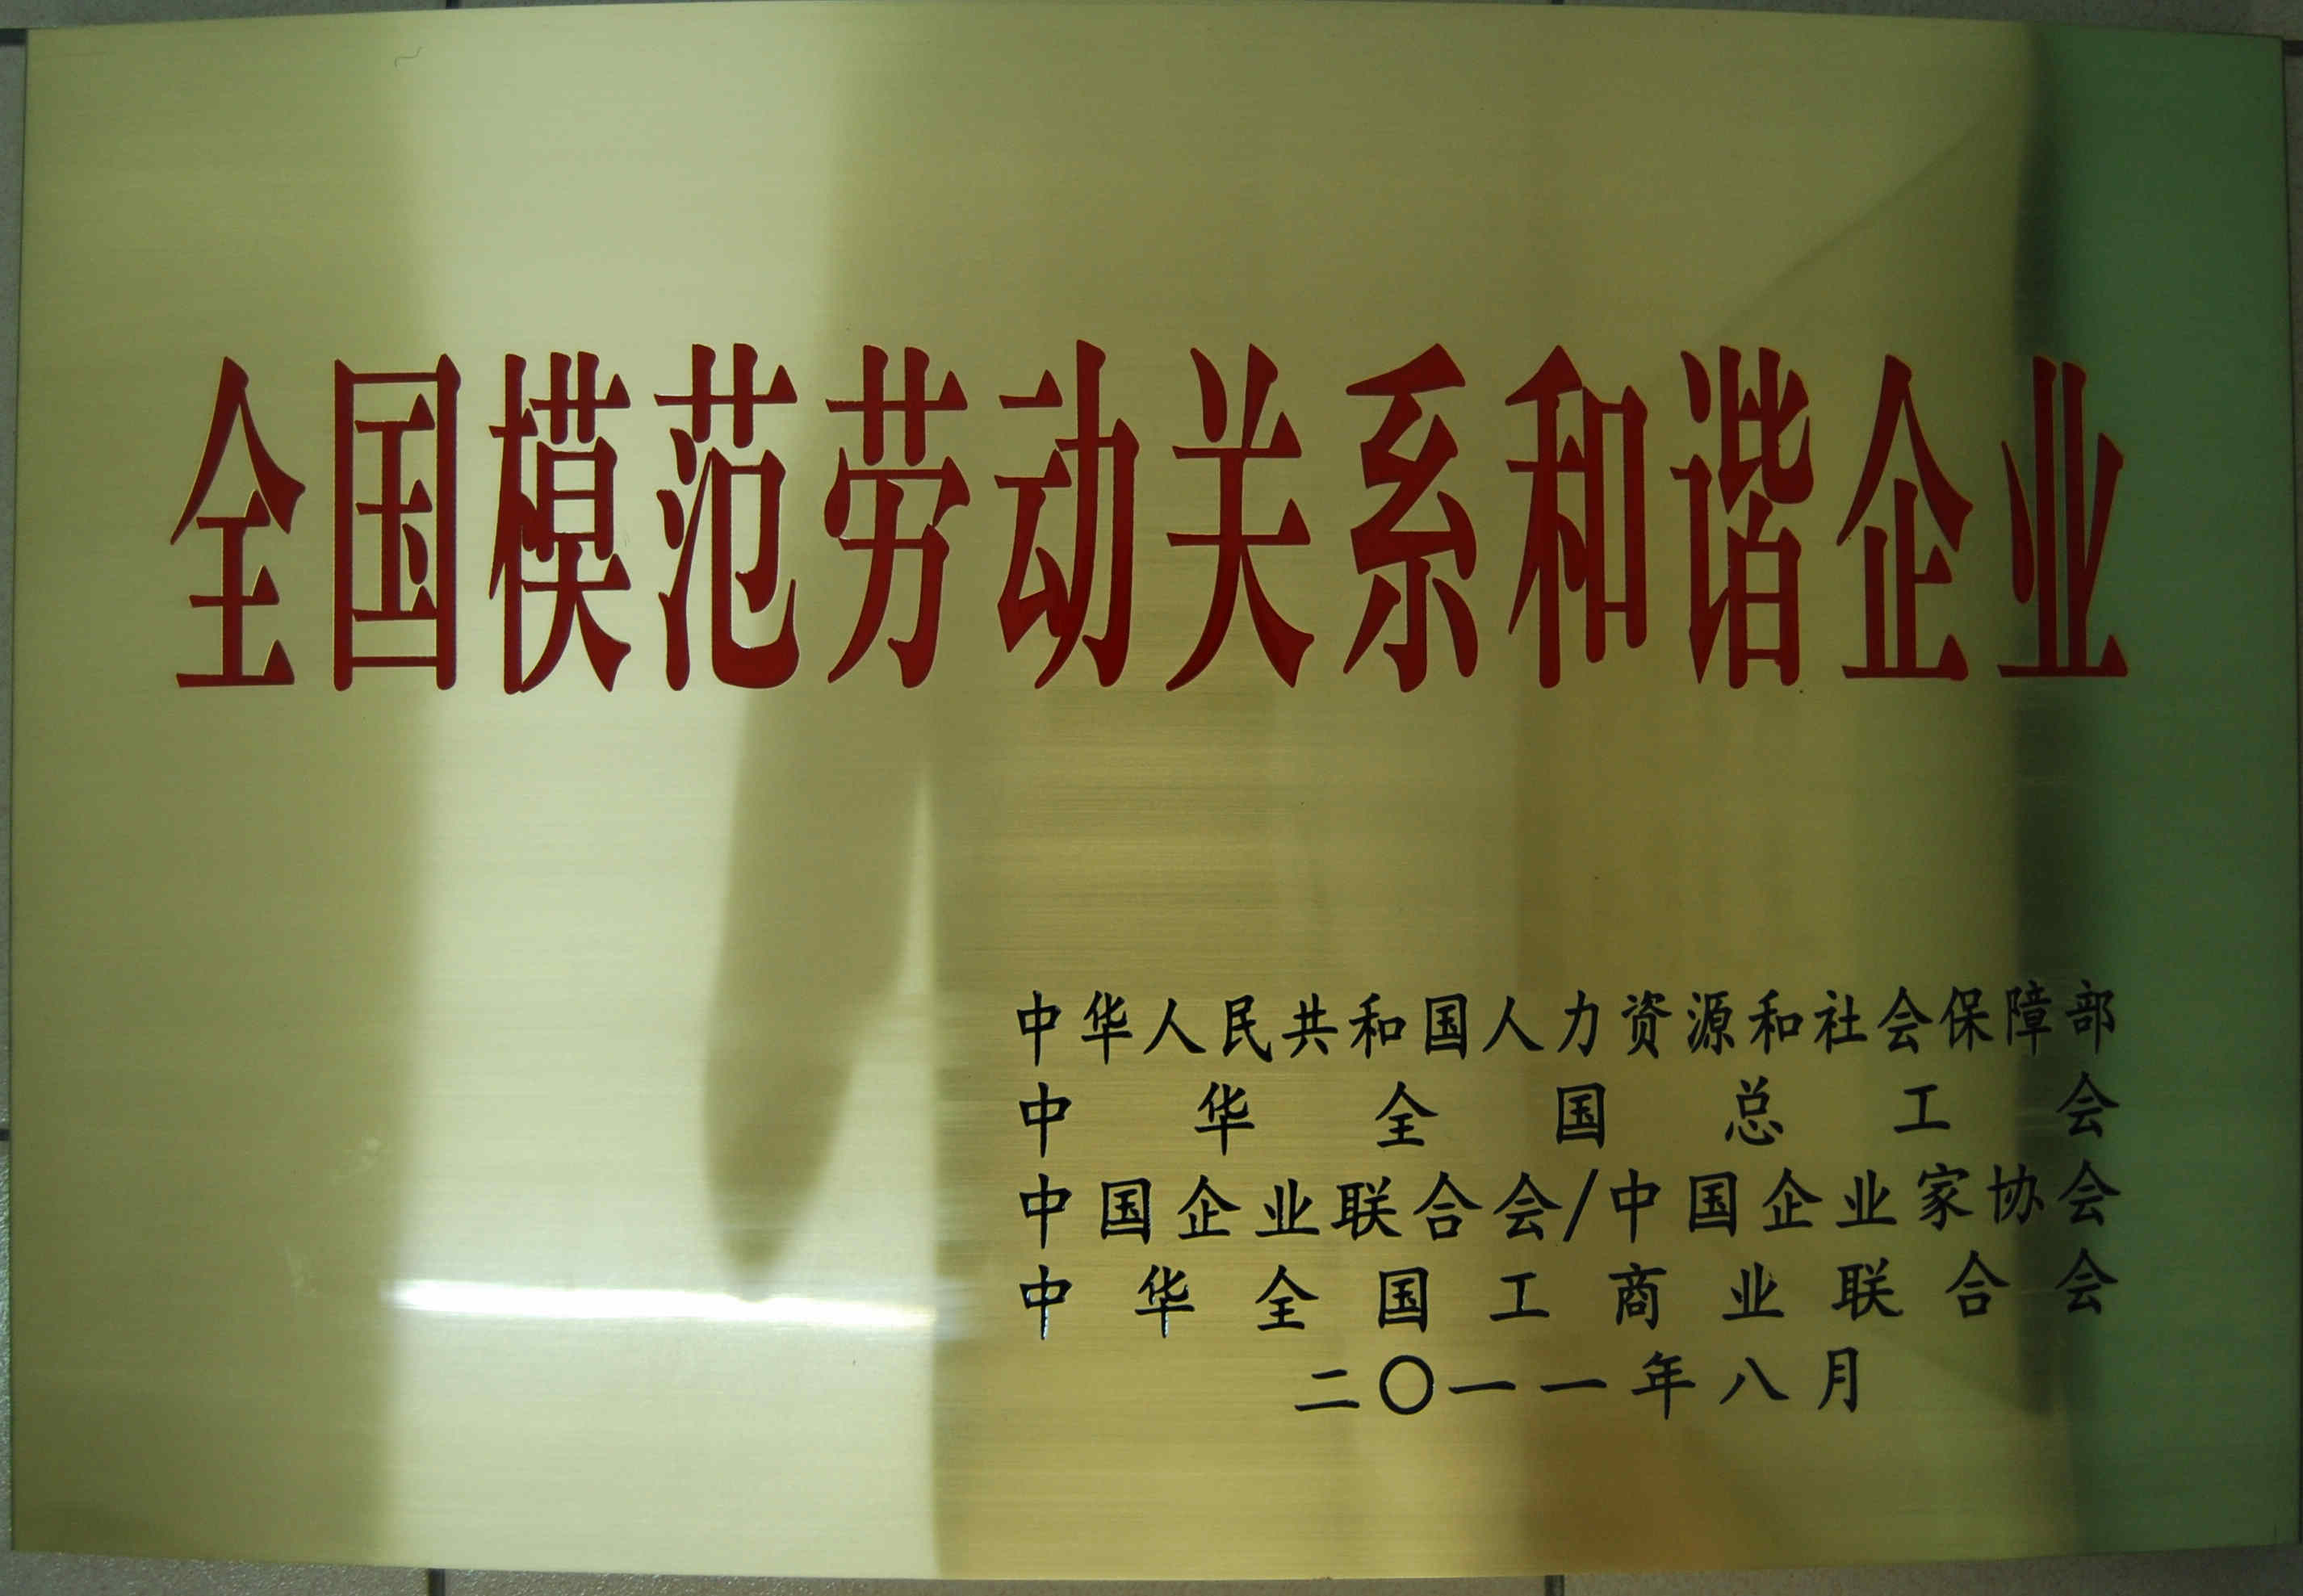 全国模范劳动关系和谐企业
中华人民共和国人力资源和社会保障部
中华全国总工会
中国企业联合会/中国企业家协会
中华全国工商业联合会
二〇一一年八月